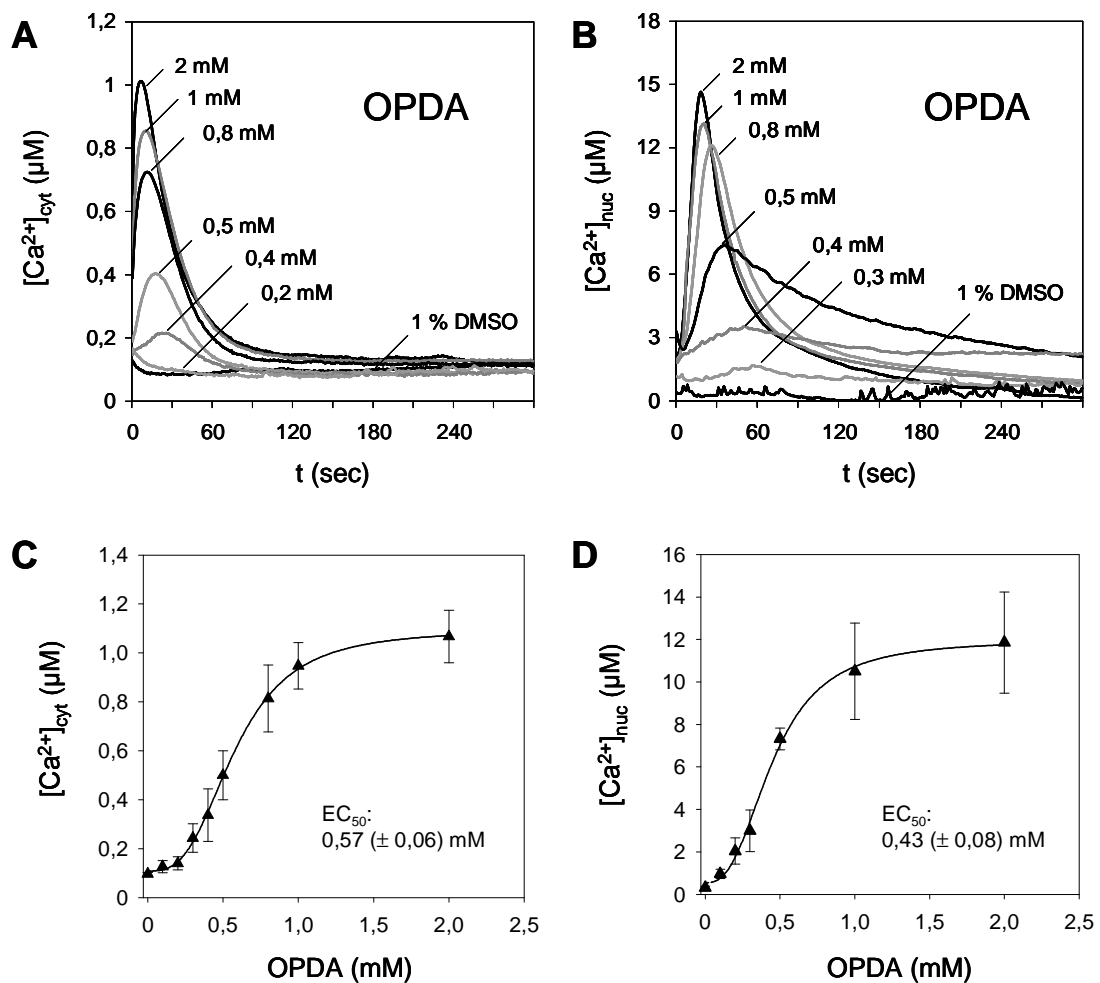 A
1,2
1
0,8
0,6
0,4
0,2
0
[Ca²⁺]cyt (µM)
2 mM
1 mM
0,8 mM
OPDA
0,5 mM
0,4 mM
0,2 mM
1 % DMSO
0 60 120 180 240
t (sec)
B
18
15
12
9
6
3
0
[Ca²⁺]nuc (µM)
2 mM
1 mM
0,8 mM
OPDA
0,5 mM
0,4 mM
0,3 mM
1 % DMSO
0 60 120 180 240
t (sec)
C
1,4
1,2
1,0
0,8
0,6
0,4
0,2
0
[Ca²⁺]cyt (µM)
EC₅₀:
0,57 (± 0,06) mM
0 0,5 1,0 1,5 2,0 2,5
OPDA (mM)
D
16
14
12
10
8
6
4
2
0
[Ca²⁺]nuc (µM)
EC₅₀:
0,43 (± 0,08) mM
0 0,5 1,0 1,5 2,0 2,5
OPDA (mM)